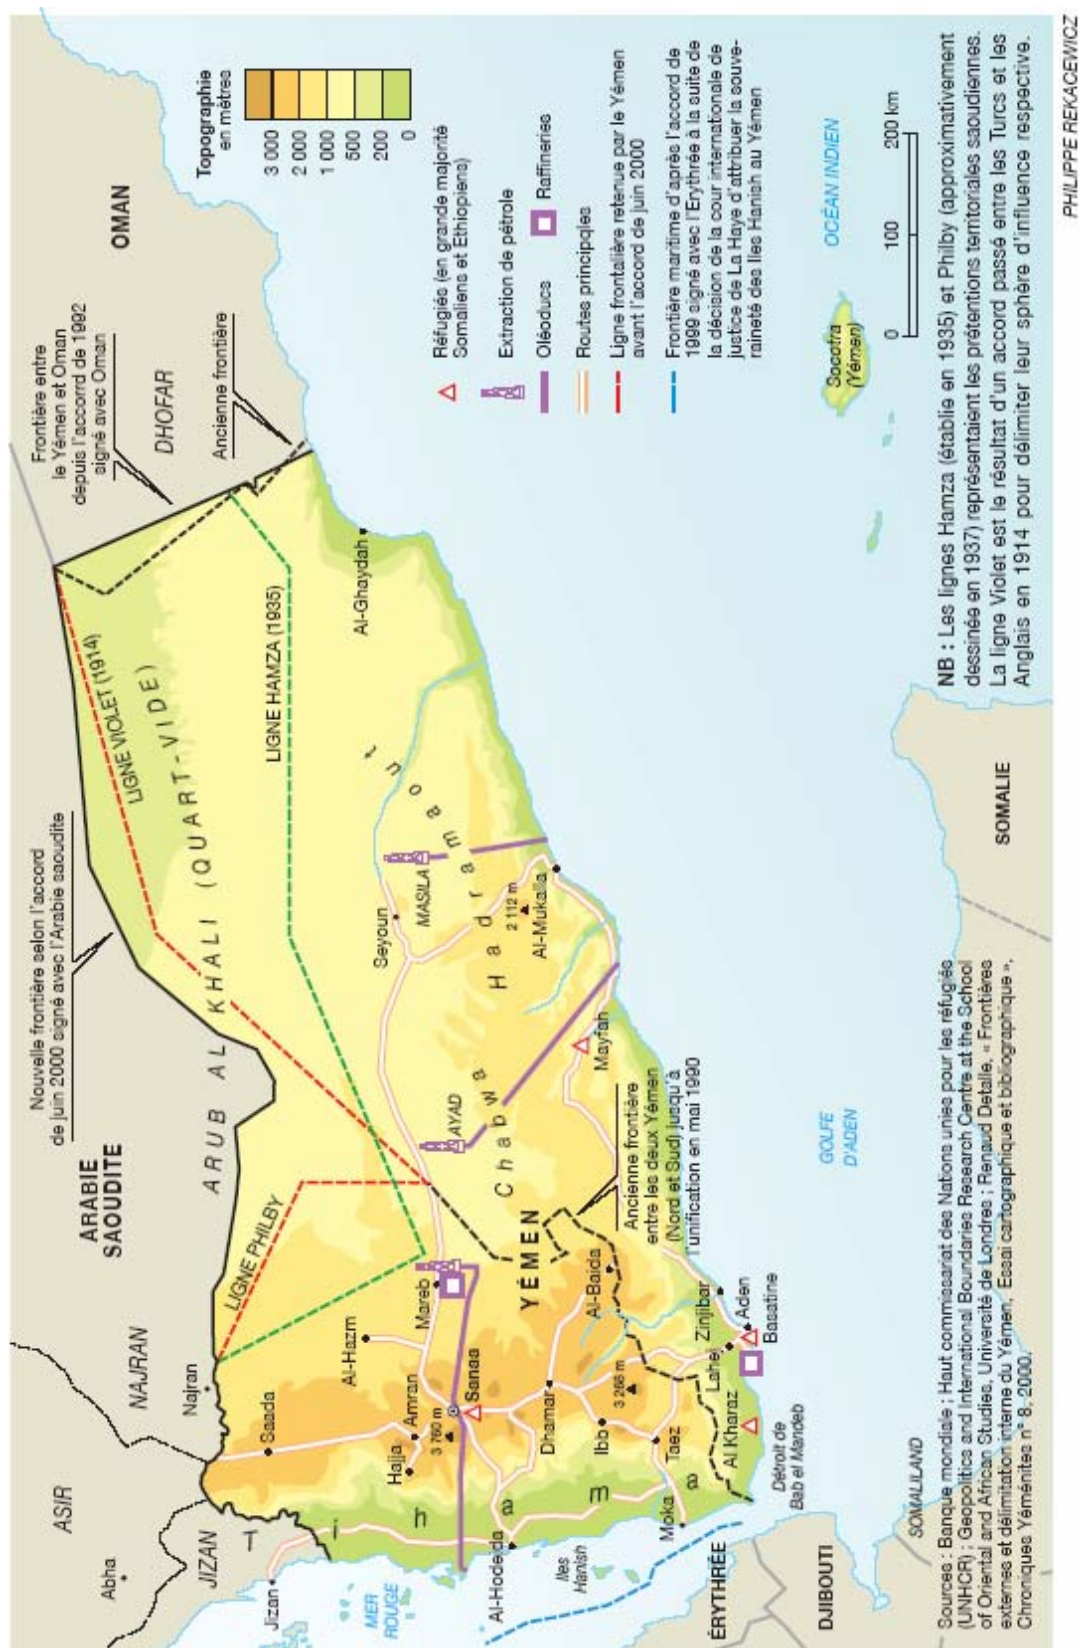 ASIR
Abha
JIZAN
Jizan
NAJRAN
Najran
ARABIE
SAOUDITE
Nouvelle frontière selon l'accord
de juin 2000 signé avec l'Arabie saoudite
Frontière entre
le Yémen et Oman
depuis l'accord de 1992
signé avec Oman
OMAN
DHOFAR
Ancienne frontière
LIGNE VIOLET (1914)
ARUB AL KHALI (QUART-VIDE)
LIGNE HAMZA (1935)
LIGNE PHILBY
Saada
Al-Hazm
Mareb
Hajja
Amran
3 760 m
Sanaa
Tihama
MER
ROUGE
Al-Hodeida
Iles
Hanish
Dhamar
Ibb
3 268 m
Taez
Moka
Al-Baida
YÉMEN
Chabwa
AYAD
Seyoun
MASILA
Hadramaout
2 112 m
Al-Mukalla
Mayfah
Al-Ghaydah
Ancienne frontière
entre les deux Yémen
(Nord et Sud) jusqu'à
l'unification en mai 1990
Lahej
Zinjibar
Aden
Basatine
Al Kharaz
Détroit de
Bab el Mandeb
ÉRYTHRÉE
DJIBOUTI
SOMALILAND
SOMALIE
GOLFE
D'ADEN
OCÉAN INDIEN
Socotra
(Yémen)
0 100 200 km
Topographie
en mètres
3 000
2 000
1 000
500
200
0
Réfugiés (en grande majorité
Somaliens et Ethiopiens)
Extraction de pétrole
Oléoducs
Raffineries
Routes principqles
Ligne frontalière retenue par le Yémen
avant l'accord de juin 2000
Frontière maritime d'après l'accord de
1999 signé avec l'Erythrée à la suite de
la décision de la cour internationale de
justice de La Haye d'attribuer la souve-
raineté des Iles Hanish au Yémen
NB : Les lignes Hamza (établie en 1935) et Philby (approximativement
dessinée en 1937) représentaient les prétentions territoriales saoudiennes.
La ligne Violet est le résultat d'un accord passé entre les Turcs et les
Anglais en 1914 pour délimiter leur sphère d'influence respective.
Sources : Banque mondiale ; Haut commissariat des Nations unies pour les réfugiés
(UNHCR) ; Geopolitics and International Boundaries Research Centre at the School
of Oriental and African Studies, Université de Londres ; Renaud Detalle, « Frontières
externes et délimitation interne du Yémen, Essai cartographique et bibliographique »,
Chroniques Yéménites n° 8, 2000.
PHILIPPE REKACEWICZ